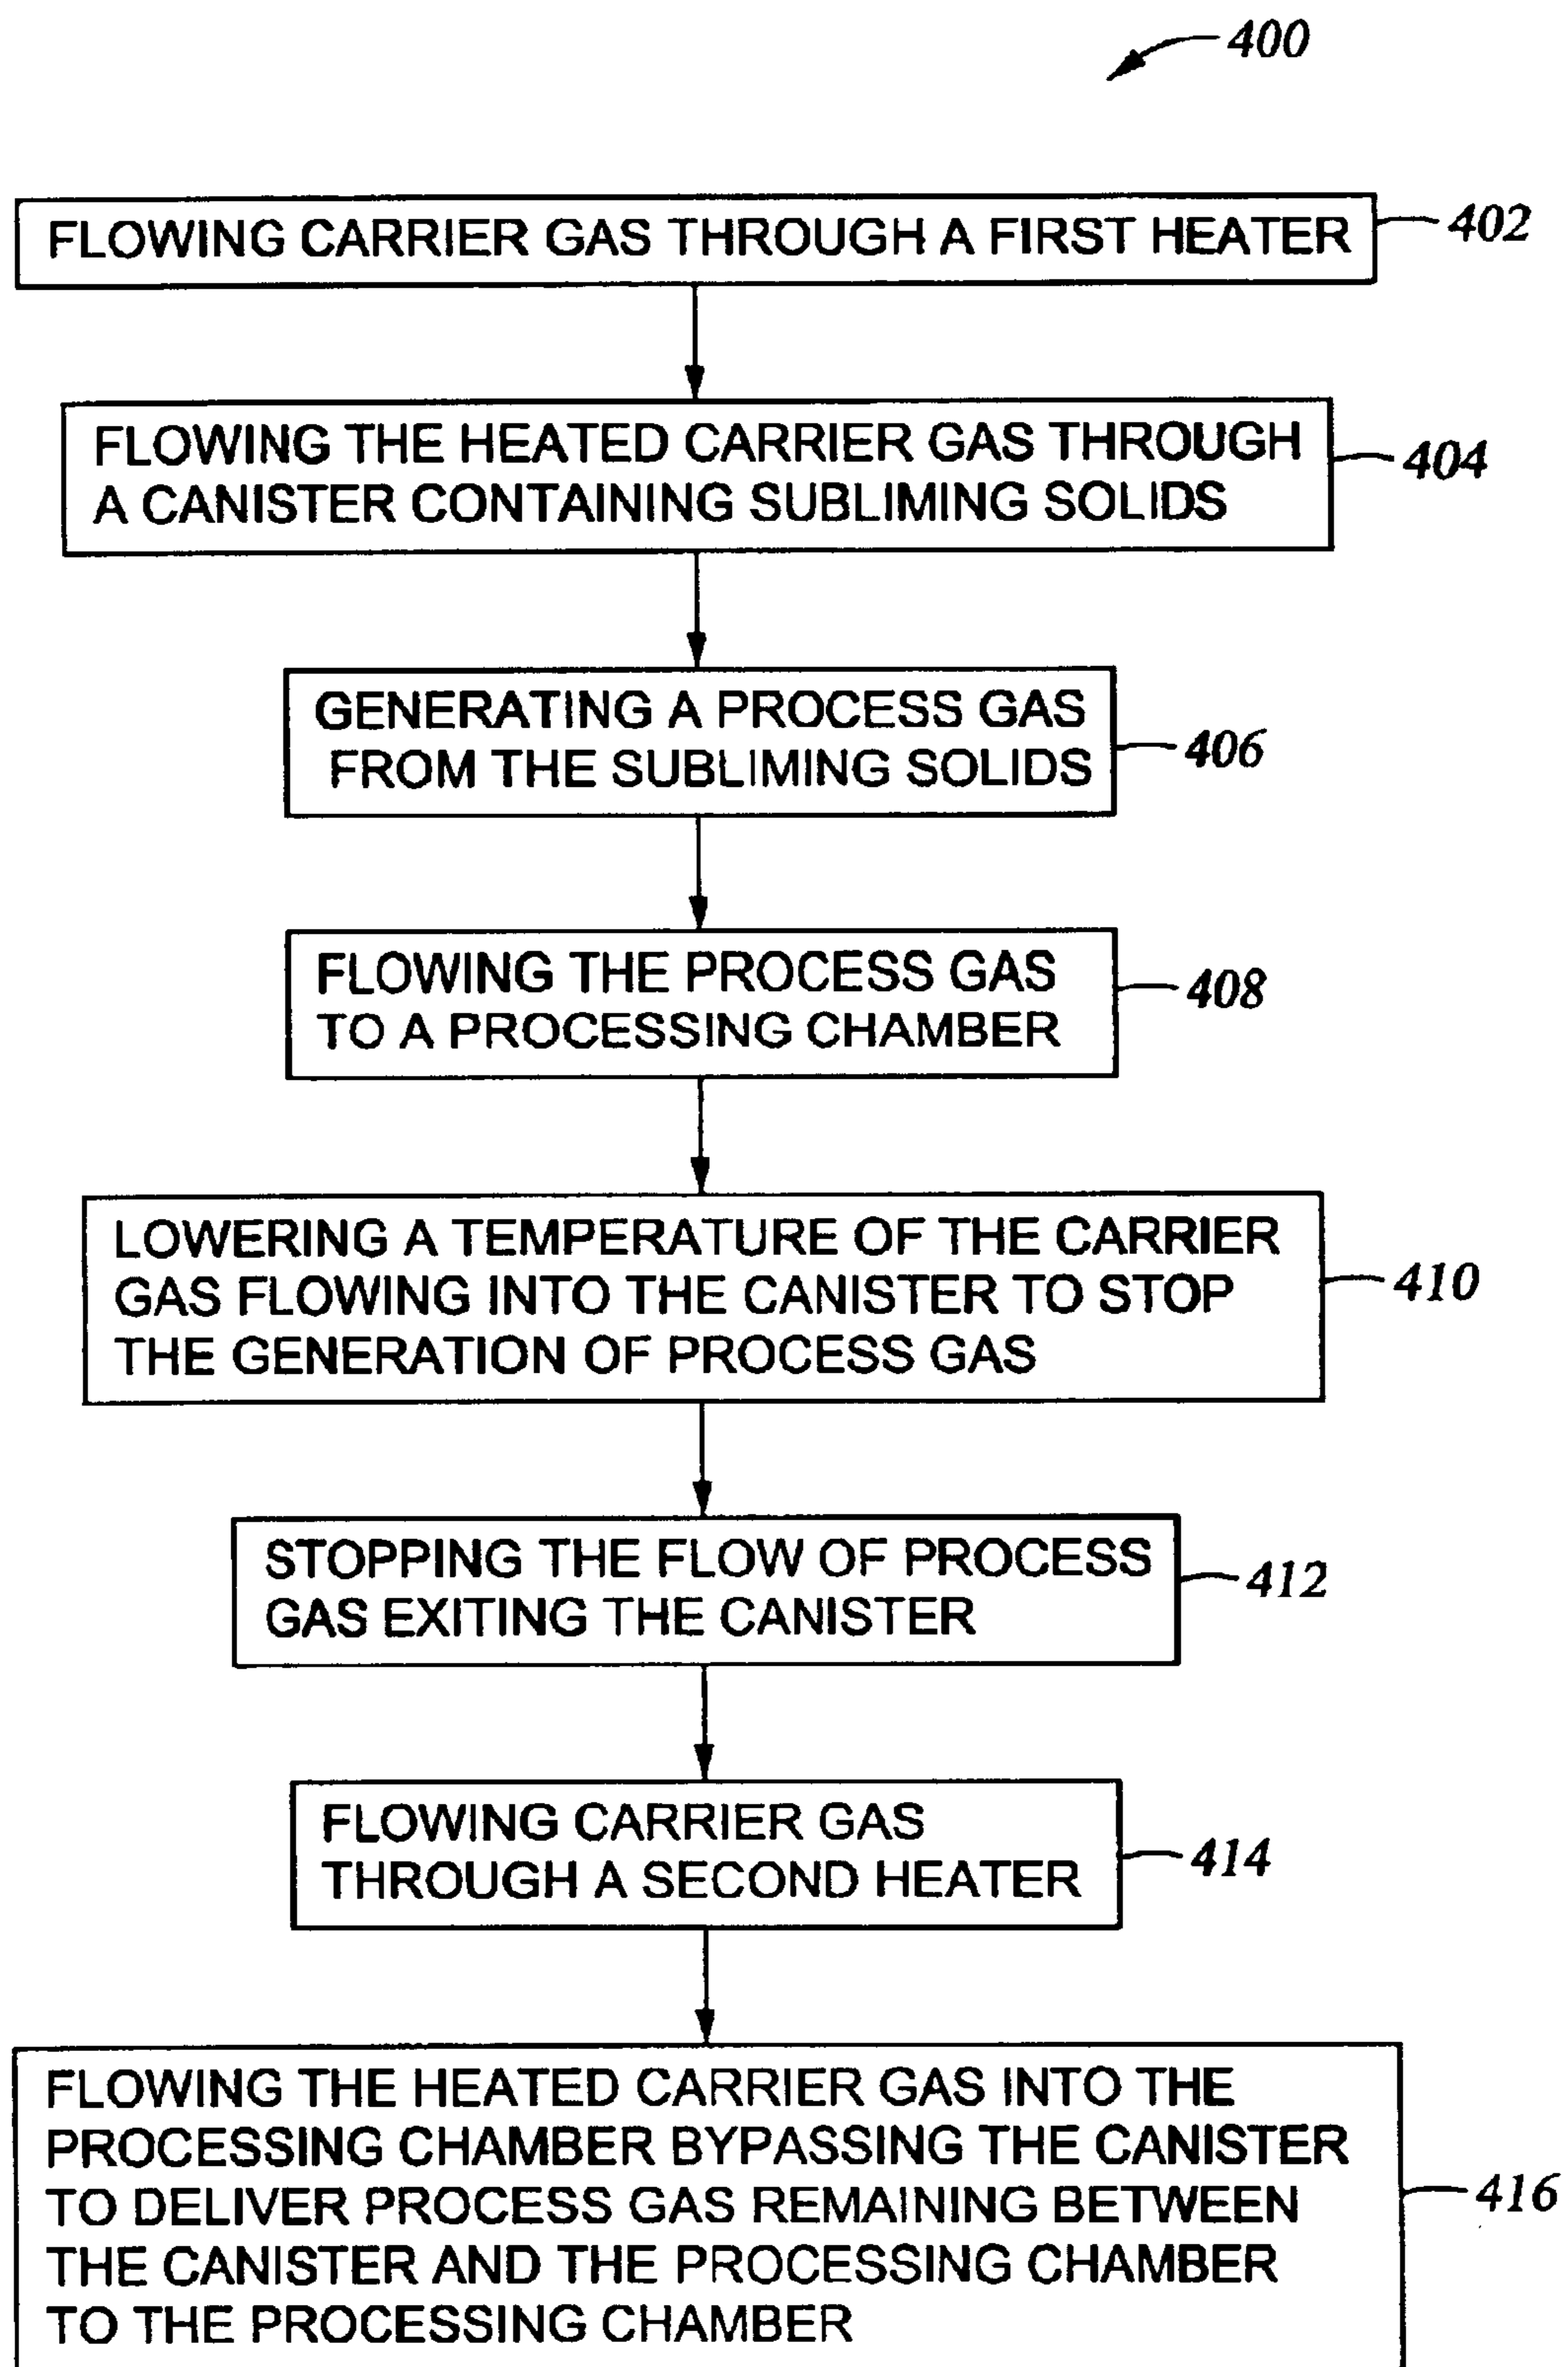 400
FLOWING CARRIER GAS THROUGH A FIRST HEATER
402
FLOWING THE HEATED CARRIER GAS THROUGH
A CANISTER CONTAINING SUBLIMING SOLIDS
404
GENERATING A PROCESS GAS
FROM THE SUBLIMING SOLIDS
406
FLOWING THE PROCESS GAS
TO A PROCESSING CHAMBER
408
LOWERING A TEMPERATURE OF THE CARRIER
GAS FLOWING INTO THE CANISTER TO STOP
THE GENERATION OF PROCESS GAS
410
STOPPING THE FLOW OF PROCESS
GAS EXITING THE CANISTER
412
FLOWING CARRIER GAS
THROUGH A SECOND HEATER
414
FLOWING THE HEATED CARRIER GAS INTO THE
PROCESSING CHAMBER BYPASSING THE CANISTER
TO DELIVER PROCESS GAS REMAINING BETWEEN
THE CANISTER AND THE PROCESSING CHAMBER
TO THE PROCESSING CHAMBER
416